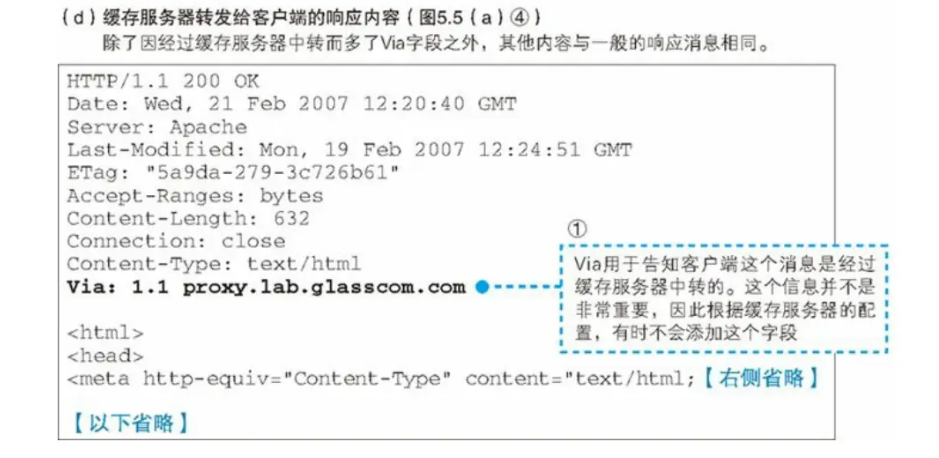 (d) 缓存服务器转发给客户端的响应内容(图5.5(a)④)
除了因经过缓存服务器中转而多了Via字段之外，其他内容与一般的响应消息相同。
HTTP/1.1 200 OK
Date: Wed, 21 Feb 2007 12:20:40 GMT
Server: Apache
Last-Modified: Mon, 19 Feb 2007 12:24:51 GMT
ETag: "5a9da-279-3c726b61"
Accept-Ranges: bytes
Content-Length: 632
Connection: close
Content-Type: text/html
Via: 1.1 proxy.lab.glasscom.com
①
Via用于告知客户端这个消息是经过
缓存服务器中转的。这个信息并不是
非常重要，因此根据缓存服务器的配
置，有时不会添加这个字段
<html>
<head>
<meta http-equiv="Content-Type" content="text/html;【右侧省略】
【以下省略】